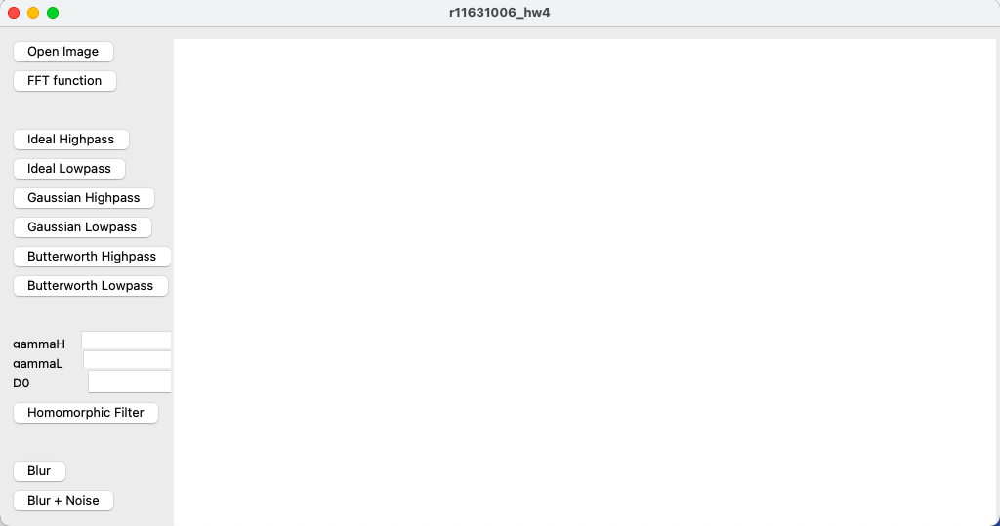 r11631006_hw4
Open Image
FFT function
Ideal Highpass
Ideal Lowpass
Gaussian Highpass
Gaussian Lowpass
Butterworth Highpass
Butterworth Lowpass
gammaH
gammaL
D0
Homomorphic Filter
Blur
Blur + Noise